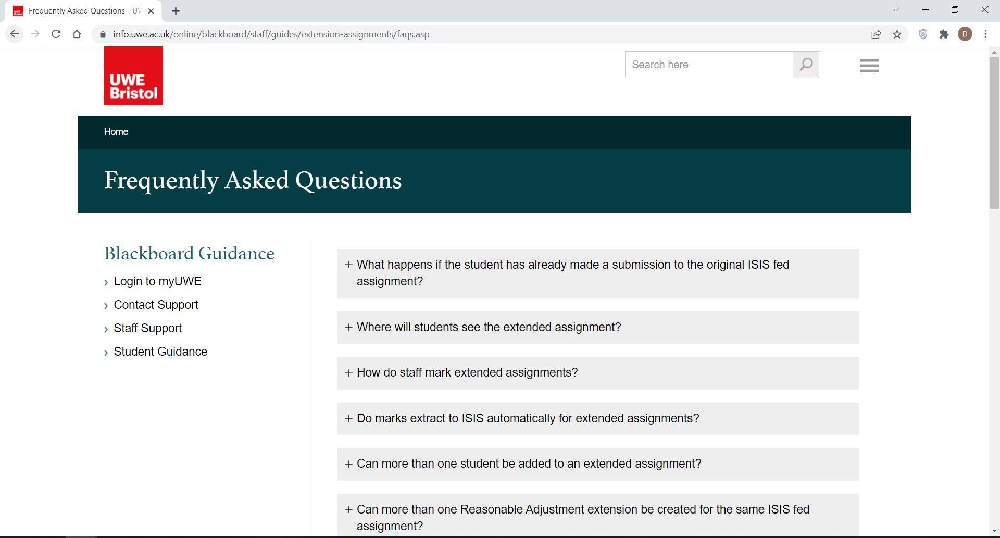 Frequently Asked Questions - UW
info.uwe.ac.uk/online/blackboard/staff/guides/extension-assignments/faqs.asp
D
UWE
Bristol
Search here
Home
Frequently Asked Questions
Blackboard Guidance
Login to myUWE
Contact Support
Staff Support
Student Guidance
+ What happens if the student has already made a submission to the original ISIS fed
assignment?
+ Where will students see the extended assignment?
+ How do staff mark extended assignments?
+ Do marks extract to ISIS automatically for extended assignments?
+ Can more than one student be added to an extended assignment?
+ Can more than one Reasonable Adjustment extension be created for the same ISIS fed
assignment?